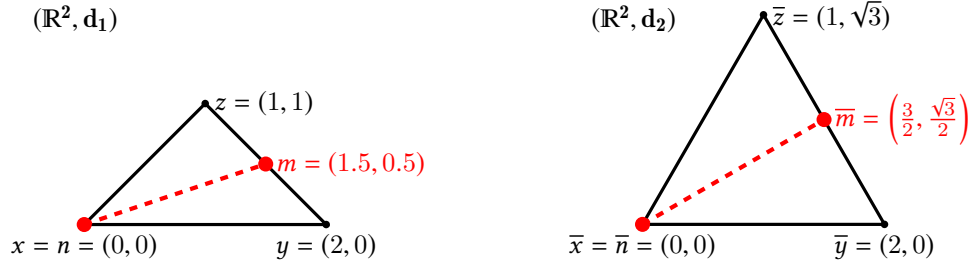 (ℝ², d₁)
z = (1, 1)
m = (1.5, 0.5)
x = n = (0, 0)
y = (2, 0)
(ℝ², d₂)
z̅ = (1, √3)
m̅ = (3/2, √3/2)
x̅ = n̅ = (0, 0)
y̅ = (2, 0)